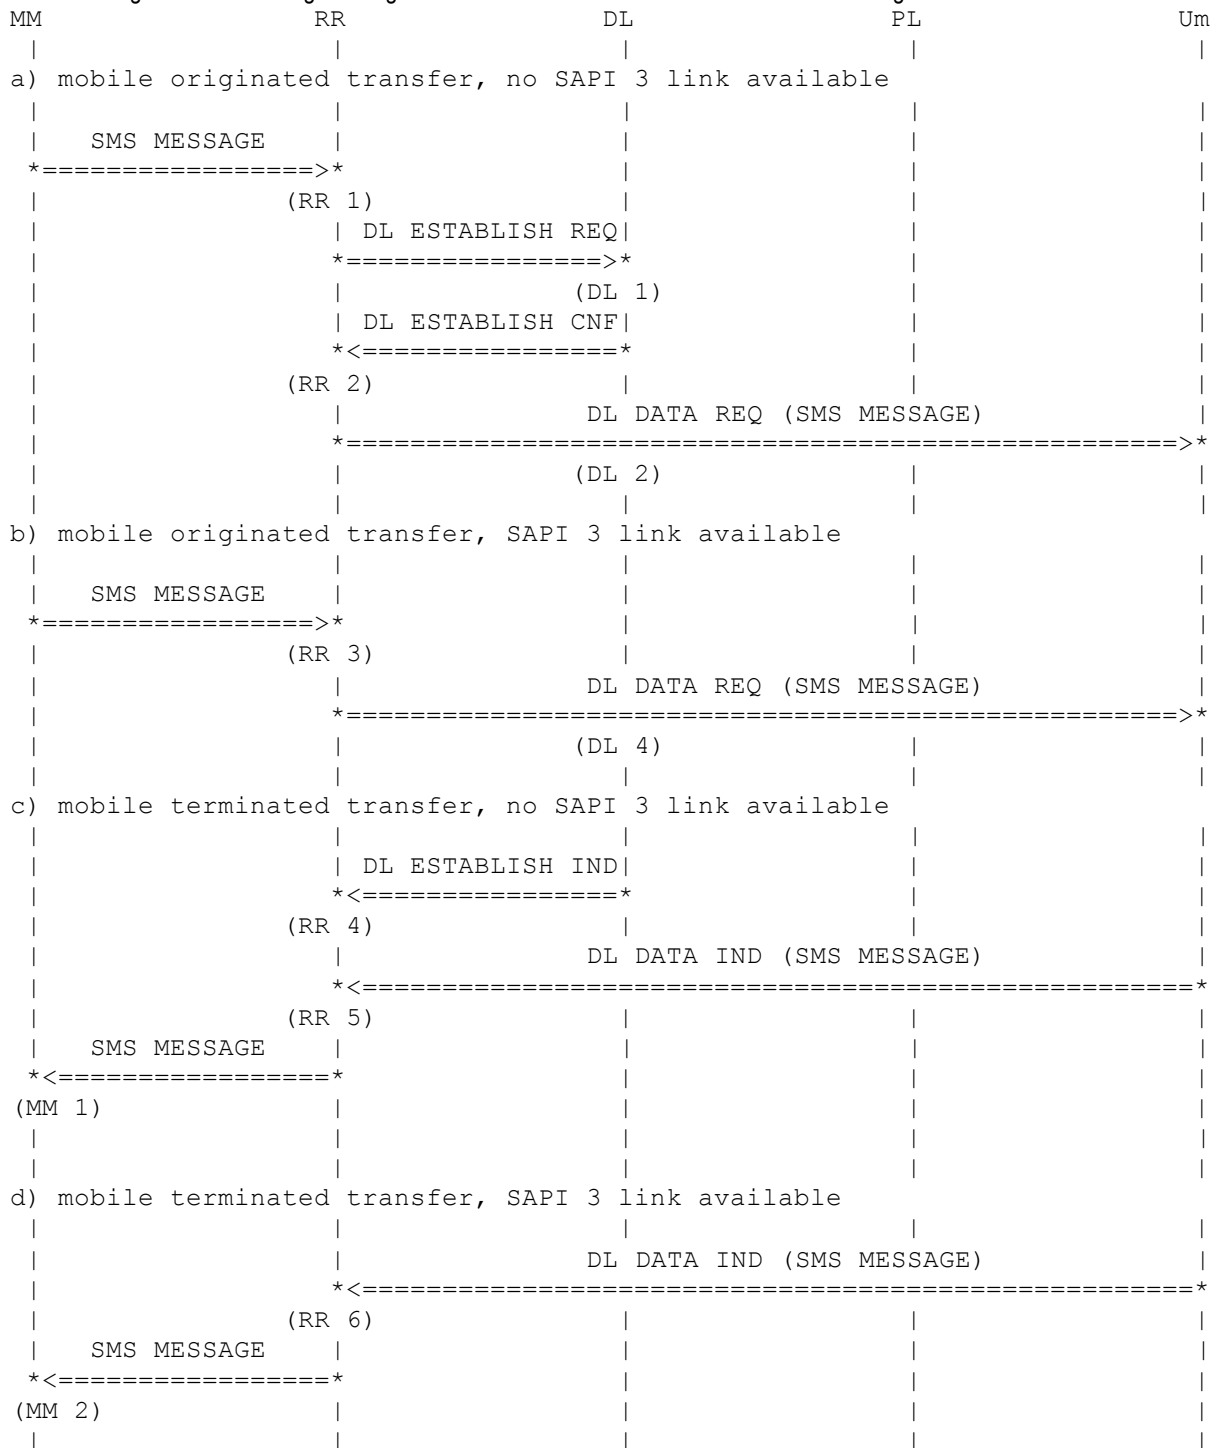 MM RR DL PL Um
| | | | |
a) mobile originated transfer, no SAPI 3 link available
| | | | |
| SMS MESSAGE | | | |
*=================>* | | |
| (RR 1) | | |
| | DL ESTABLISH REQ| | |
| *================>* | |
| | (DL 1) | |
| | DL ESTABLISH CNF| | |
| *<================* | |
| (RR 2) | | |
| | DL DATA REQ (SMS MESSAGE) |
| *====================================================>*
| | (DL 2) | |
| | | | |
b) mobile originated transfer, SAPI 3 link available
| | | | |
| SMS MESSAGE | | | |
*=================>* | | |
| (RR 3) | | |
| | DL DATA REQ (SMS MESSAGE) |
| *====================================================>*
| | (DL 4) | |
| | | | |
c) mobile terminated transfer, no SAPI 3 link available
| | | | |
| | DL ESTABLISH IND| | |
| *<================* | |
| (RR 4) | | |
| | DL DATA IND (SMS MESSAGE) |
| *<====================================================*
| (RR 5) | | |
| SMS MESSAGE | | | |
*<=================* | | |
(MM 1) | | | |
| | | | |
| | | | |
d) mobile terminated transfer, SAPI 3 link available
| | | | |
| | DL DATA IND (SMS MESSAGE) |
| *<====================================================*
| (RR 6) | | |
| SMS MESSAGE | | | |
*<=================* | | |
(MM 2) | | | |
| | | | |